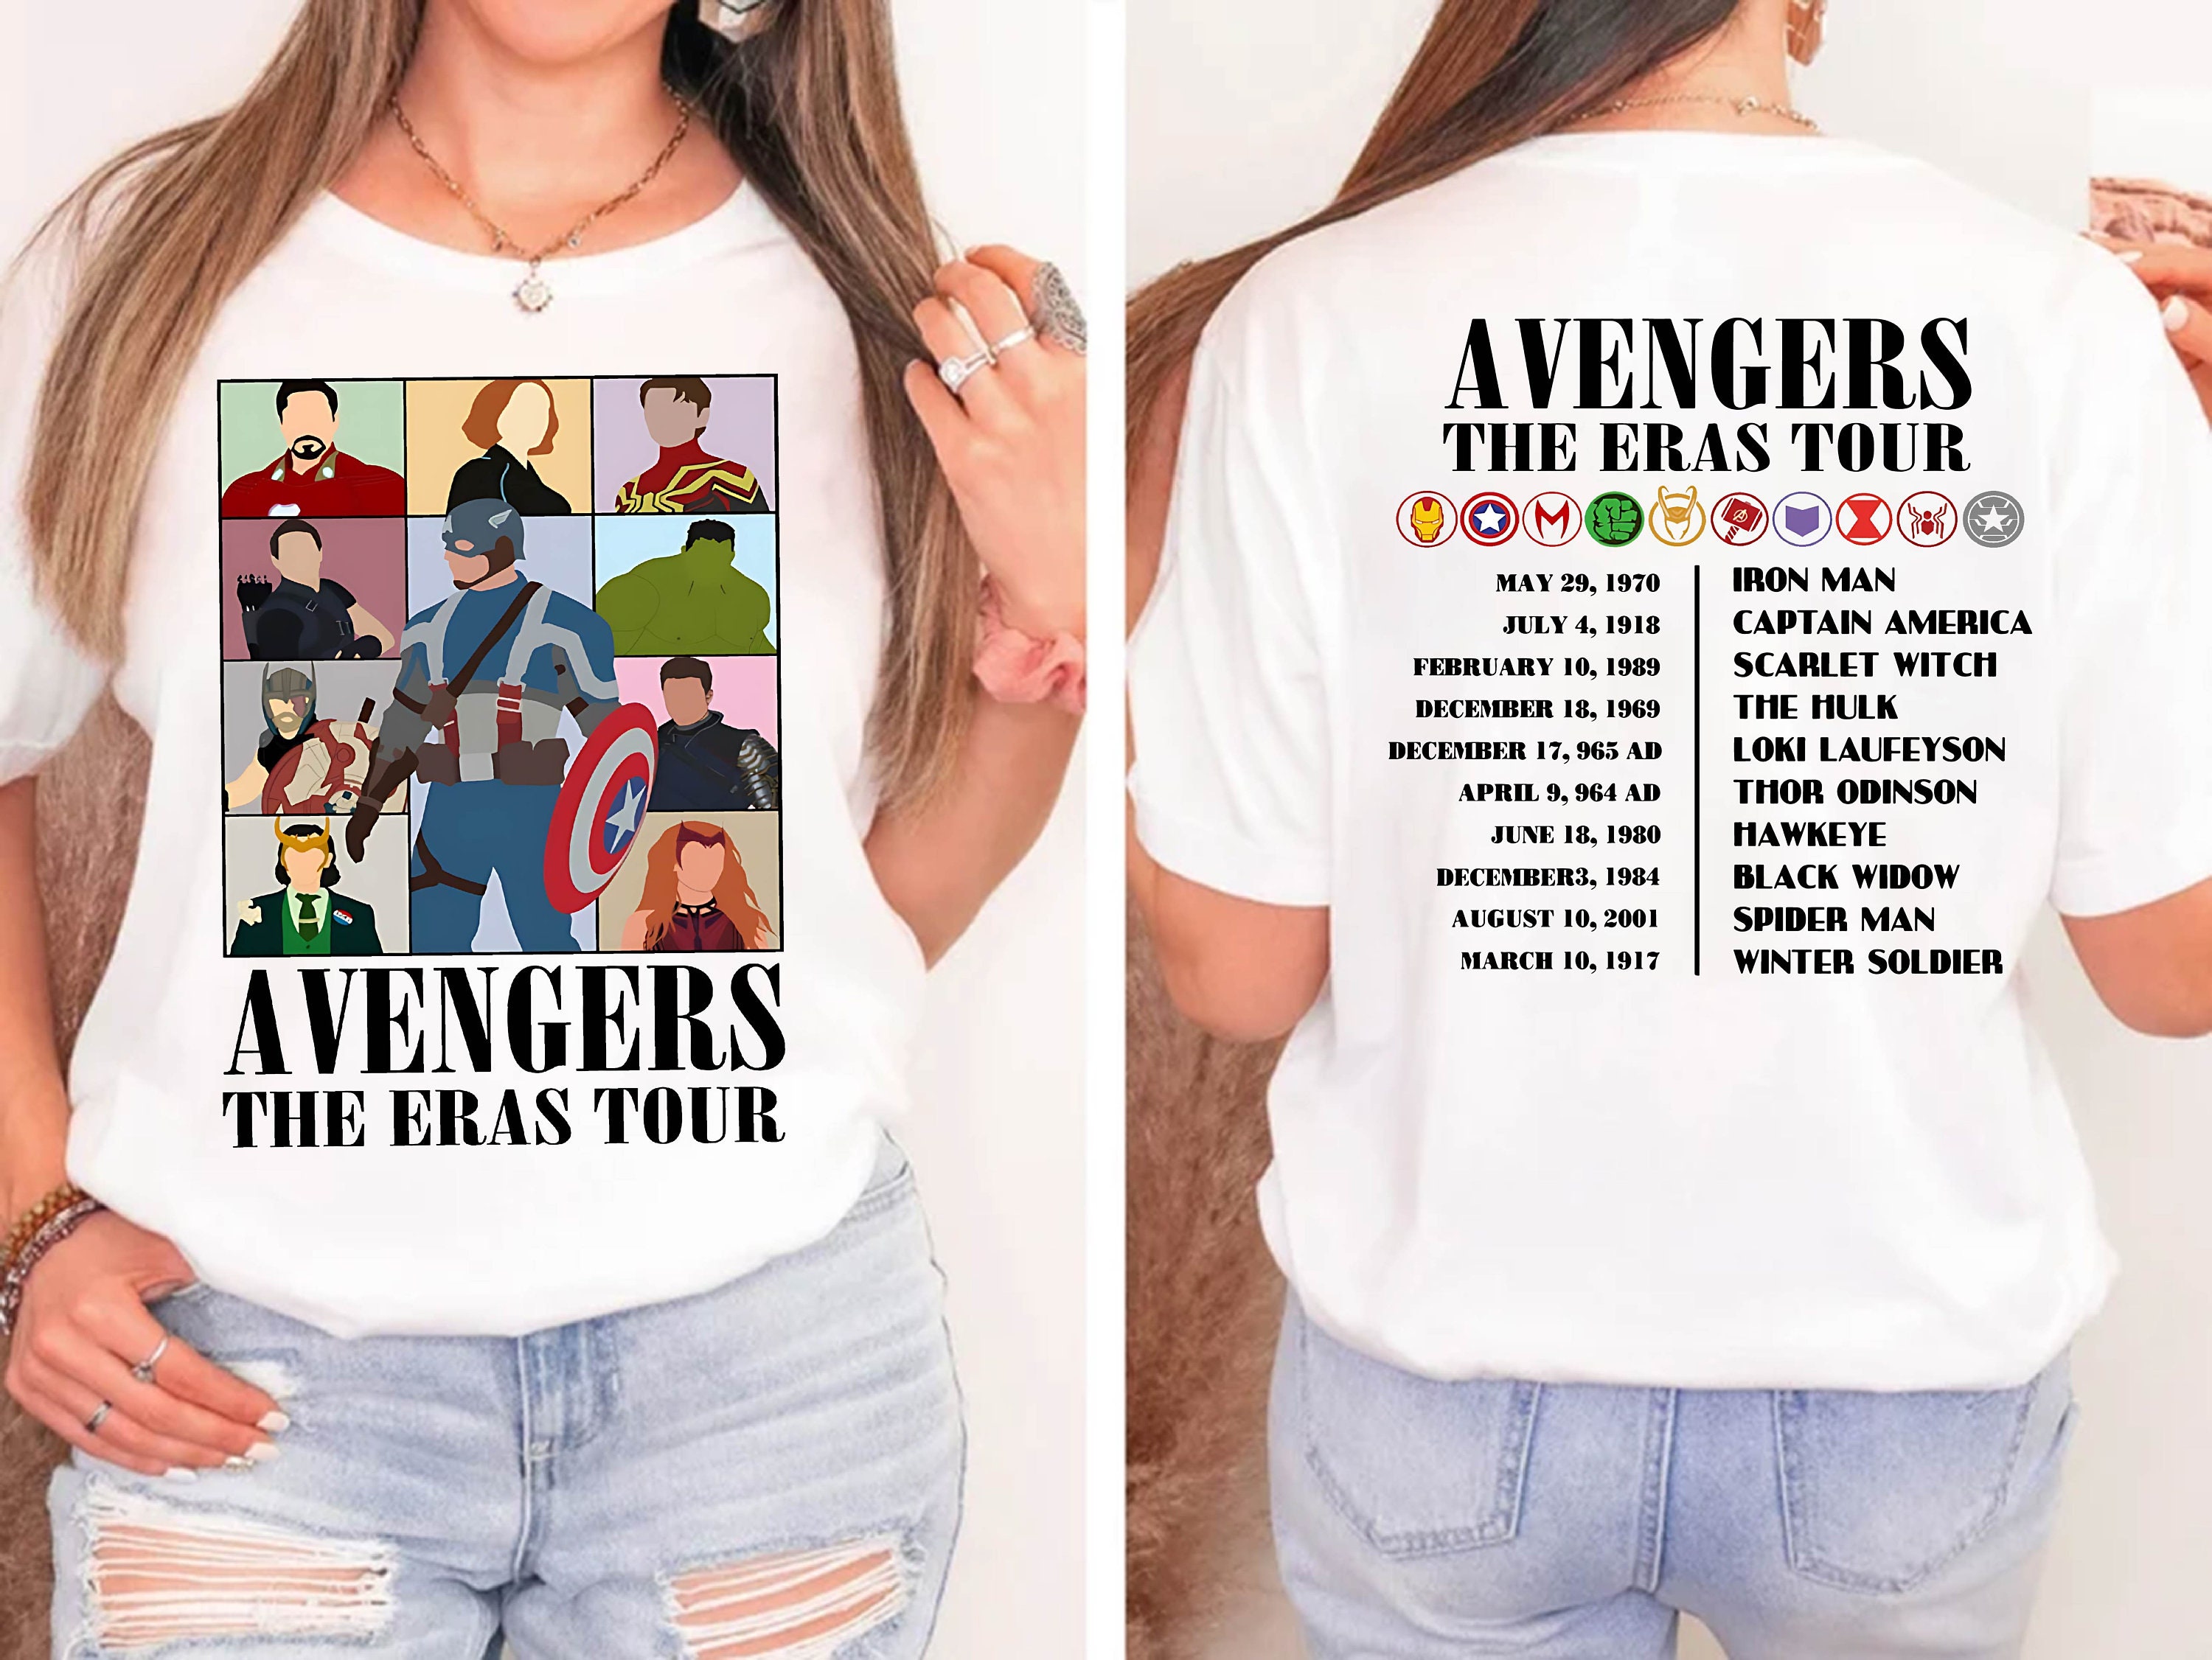 AVENGERS
THE ERAS TOUR
AVENGERS
THE ERAS TOUR
MAY 29, 1970 IRON MAN
JULY 4, 1918 CAPTAIN AMERICA
FEBRUARY 10, 1989 SCARLET WITCH
DECEMBER 18, 1969 THE HULK
DECEMBER 17, 965 AD LOKI LAUFEYSON
APRIL 9, 964 AD THOR ODINSON
JUNE 18, 1980 HAWKEYE
DECEMBER3, 1984 BLACK WIDOW
AUGUST 10, 2001 SPIDER MAN
MARCH 10, 1917 WINTER SOLDIER